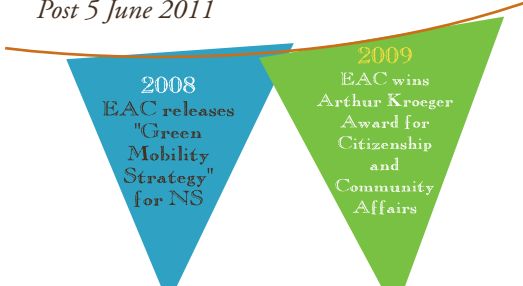 Post 5 June 2011
2008
EAC releases
"Green
Mobility
Strategy"
for NS
2009
EAC wins
Arthur Kroeger
Award for
Citizenship
and
Community
Affairs